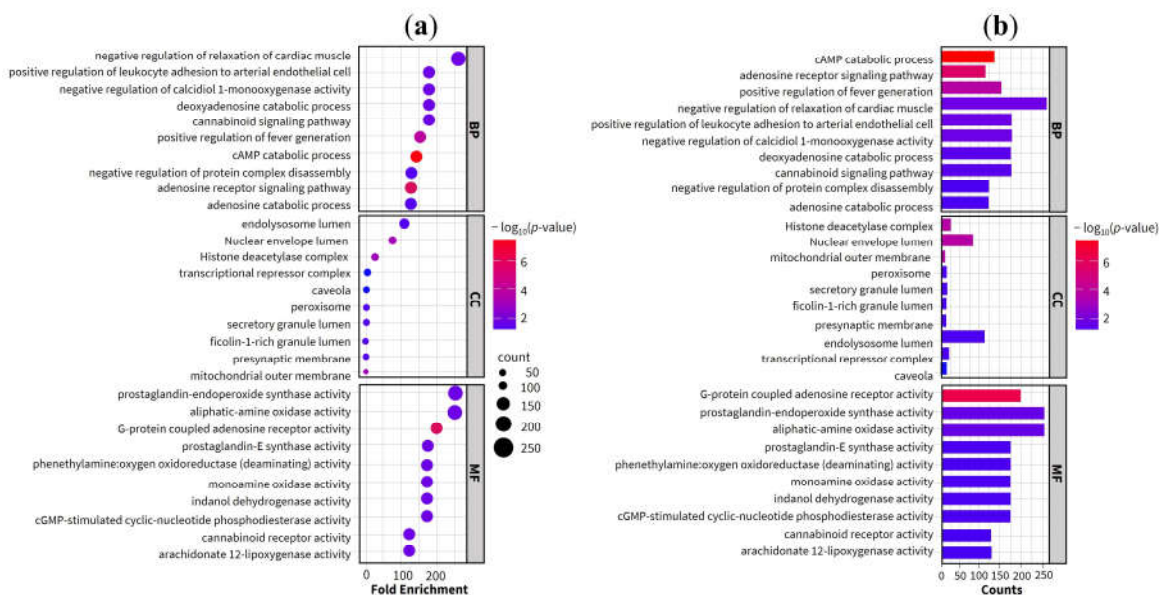 (a)
negative regulation of relaxation of cardiac muscle
positive regulation of leukocyte adhesion to arterial endothelial cell
negative regulation of calcidiol 1-monooxygenase activity
deoxyadenosine catabolic process
cannabinoid signaling pathway
positive regulation of fever generation
cAMP catabolic process
negative regulation of protein complex disassembly
adenosine receptor signaling pathway
adenosine catabolic process
BP
endolysosome lumen
Nuclear envelope lumen
Histone deacetylase complex
transcriptional repressor complex
caveola
peroxisome
secretory granule lumen
ficolin-1-rich granule lumen
presynaptic membrane
mitochondrial outer membrane
CC
prostaglandin-endoperoxide synthase activity
aliphatic-amine oxidase activity
G-protein coupled adenosine receptor activity
prostaglandin-E synthase activity
phenethylamine:oxygen oxidoreductase (deaminating) activity
monoamine oxidase activity
indanol dehydrogenase activity
cGMP-stimulated cyclic-nucleotide phosphodiesterase activity
cannabinoid receptor activity
arachidonate 12-lipoxygenase activity
MF
0 100 200
Fold Enrichment
− log10(p-value)
6
4
2
count
50
100
150
200
250
(b)
cAMP catabolic process
adenosine receptor signaling pathway
positive regulation of fever generation
negative regulation of relaxation of cardiac muscle
positive regulation of leukocyte adhesion to arterial endothelial cell
negative regulation of calcidiol 1-monooxygenase activity
deoxyadenosine catabolic process
cannabinoid signaling pathway
negative regulation of protein complex disassembly
adenosine catabolic process
BP
Histone deacetylase complex
Nuclear envelope lumen
mitochondrial outer membrane
peroxisome
secretory granule lumen
ficolin-1-rich granule lumen
presynaptic membrane
endolysosome lumen
transcriptional repressor complex
caveola
CC
G-protein coupled adenosine receptor activity
prostaglandin-endoperoxide synthase activity
aliphatic-amine oxidase activity
prostaglandin-E synthase activity
phenethylamine:oxygen oxidoreductase (deaminating) activity
monoamine oxidase activity
indanol dehydrogenase activity
cGMP-stimulated cyclic-nucleotide phosphodiesterase activity
cannabinoid receptor activity
arachidonate 12-lipoxygenase activity
MF
0 50 100 150 200 250
Counts
− log10(p-value)
6
4
2